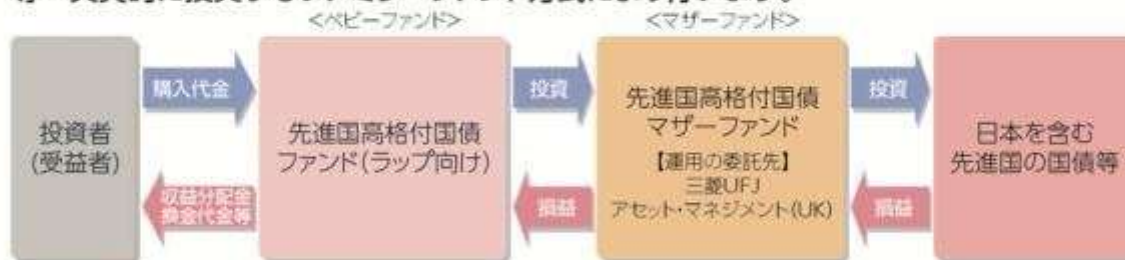 <ベビーファンド>
<マザーファンド>
投資者
(受益者)
購入代金
収益分配金
換金代金等
先進国高格付国債
ファンド(ラップ向け)
投資
損益
先進国高格付国債
マザーファンド
【運用の委託先】
三菱UFJ
アセット・マネジメント(UK)
投資
損益
日本を含む
先進国の国債等